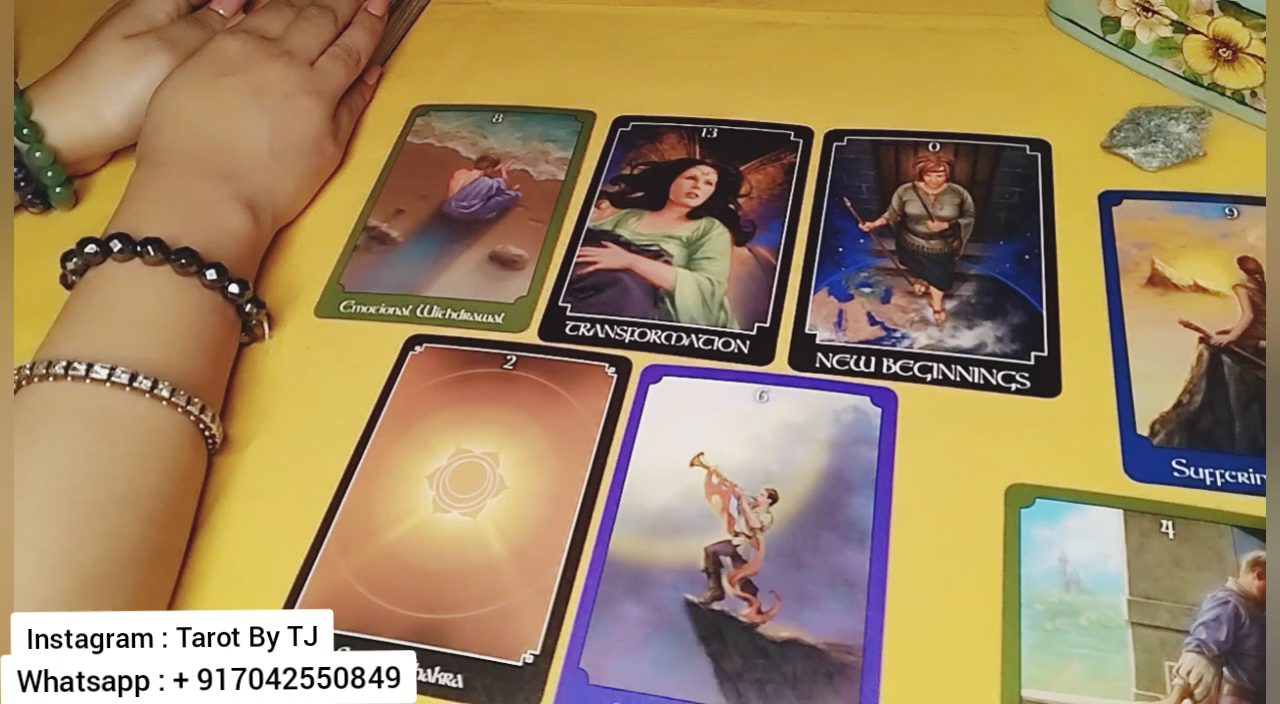 8
Emotional Withdrawal
13
TRANSFORMATION
0
NEW BEGINNINGS
9
2
6
4
Instagram : Tarot By TJ
Whatsapp : + 917042550849